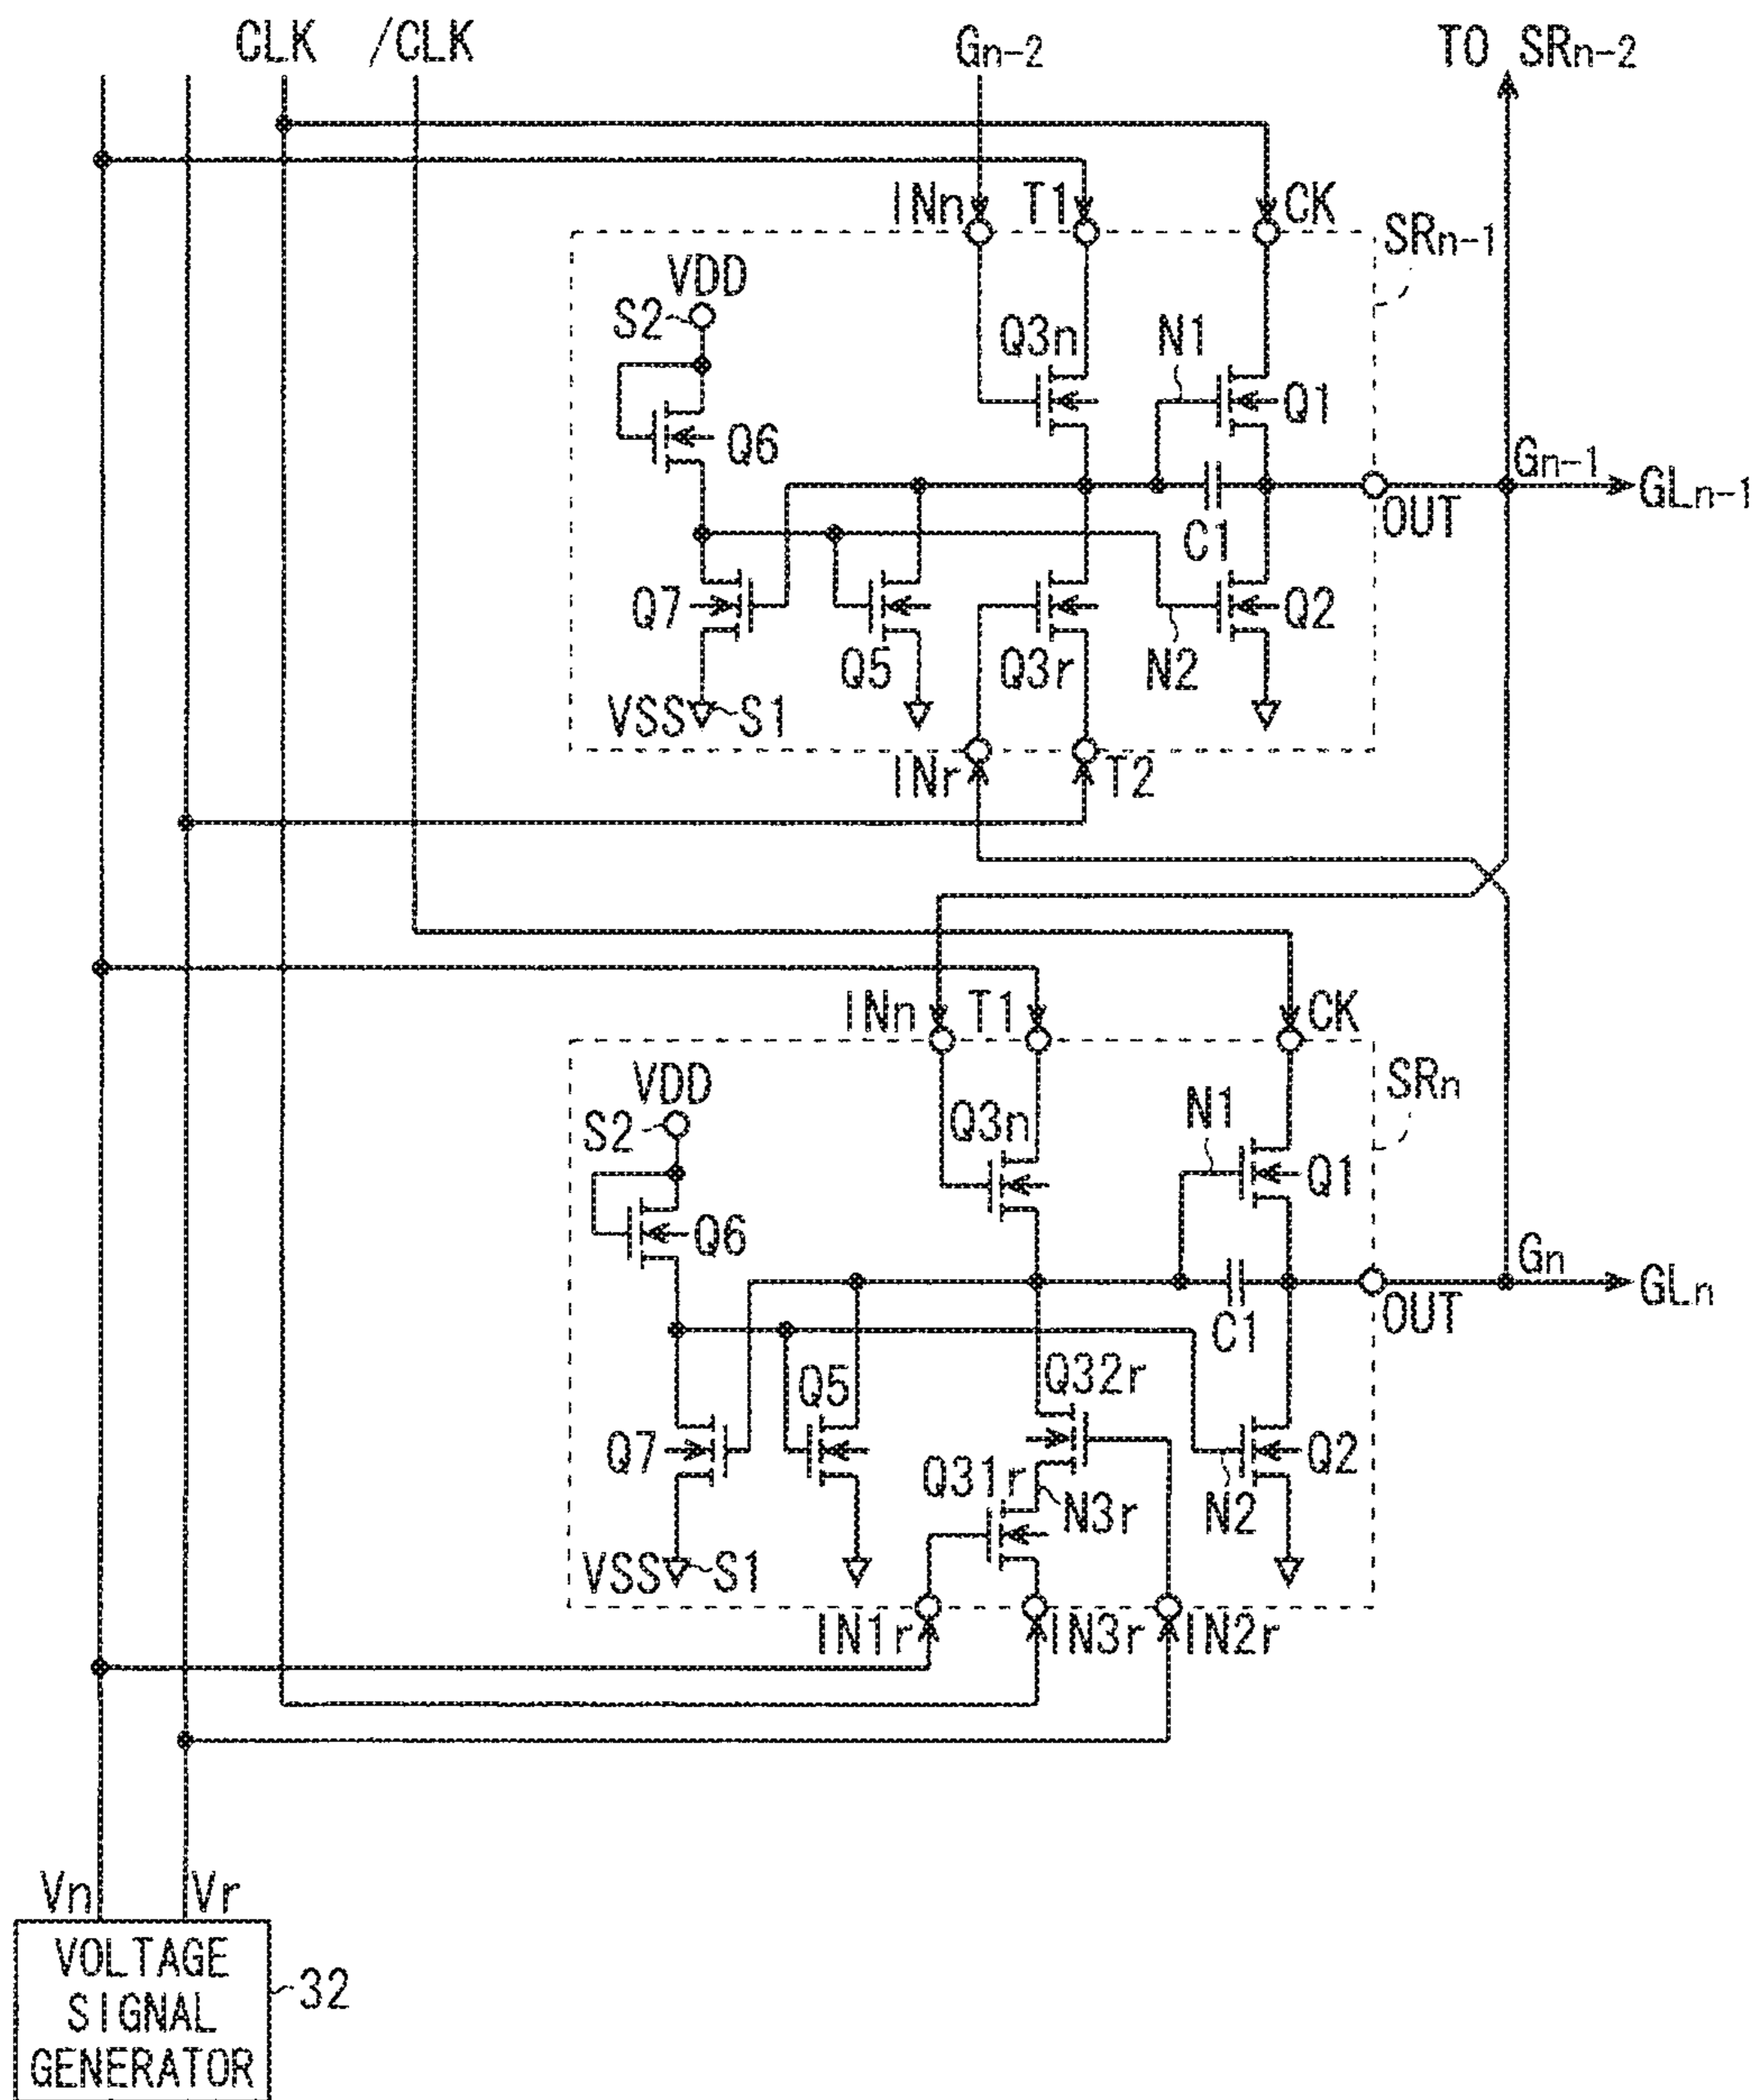 CLK /CLK Gn-2 TO SRn-2
INn T1 CK
SRn-1
VDD
S2
Q3n N1
Q6 Q1
Gn-1
GLn-1
C1 OUT
Q7 Q2
Q5 Q3r N2
VSS S1
INr T2
INn T1 CK
SRn
VDD
S2 Q3n N1
Q1
Q6
Gn
GLn
C1 OUT
Q5 Q32r
Q7 Q31r Q2
N3r N2
VSS S1
IN1r IN3r IN2r
Vn Vr
VOLTAGE
SIGNAL
GENERATOR
32